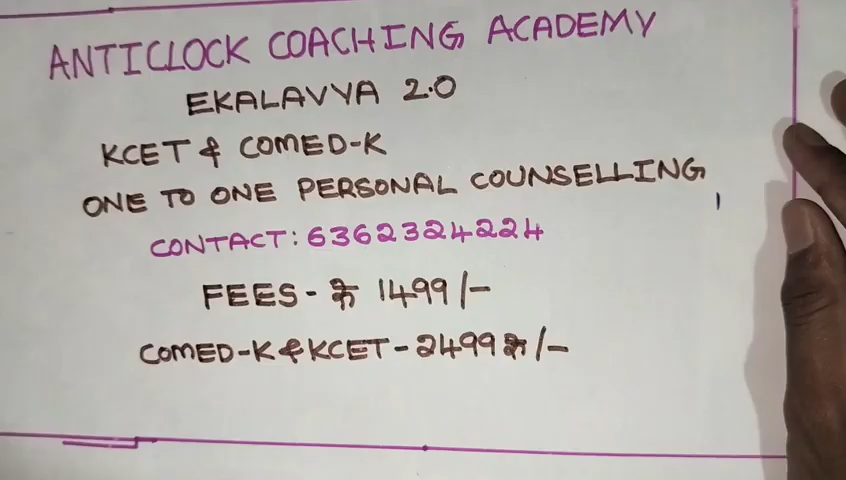 ANTICLOCK COACHING ACADEMY
EKALAVYA 2.0
KCET & COMED-K
ONE TO ONE PERSONAL COUNSELLING
CONTACT: 6362324224
FEES - ₹ 1499/-
COMED-K & KCET - 2499 ₹/-